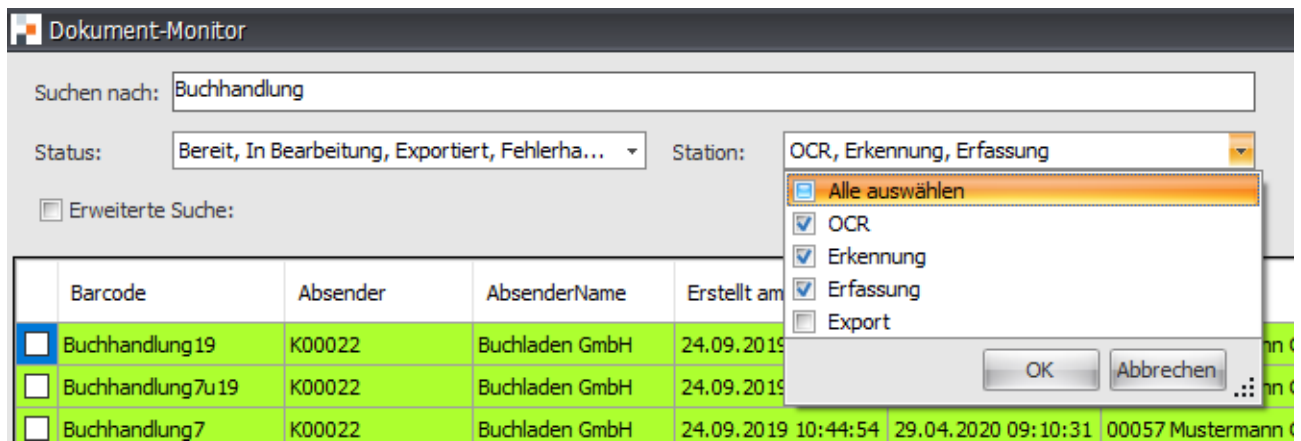 Dokument-Monitor
Suchen nach: Buchhandlung
Status: Bereit, In Bearbeitung, Exportiert, Fehlerha... Station: OCR, Erkennung, Erfassung
Alle auswählen
Erweiterte Suche:
OCR
Erkennung
Erfassung
Export
OK Abbrechen
Barcode Absender AbsenderName Erstellt am
Buchhandlung19 K00022 Buchladen GmbH 24.09.2019
Buchhandlung7u19 K00022 Buchladen GmbH 24.09.2019
Buchhandlung7 K00022 Buchladen GmbH 24.09.2019 10:44:54 29.04.2020 09:10:31 00057 Mustermann